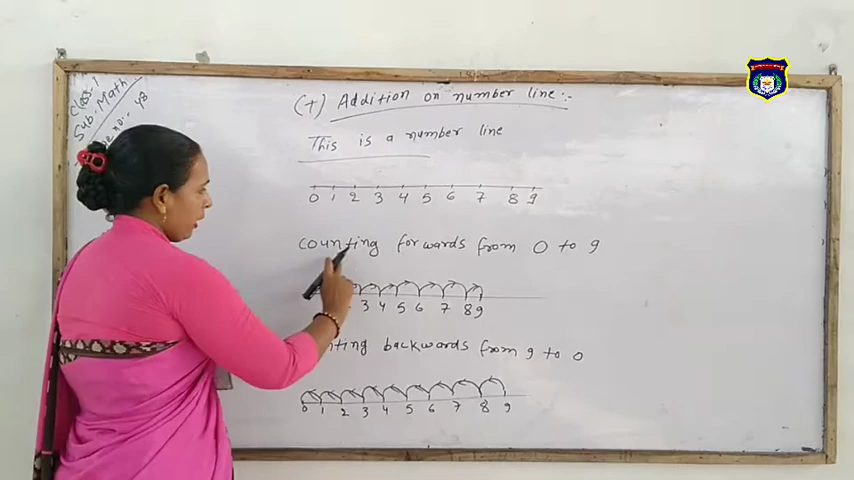 Class- 1
Sub:- Math
no:- 48
(+) Addition on number line :-
This is a number line
0 1 2 3 4 5 6 7 8 9
Counting forwards from 0 to 9
3 4 5 6 7 8 9
nting backwards from 9 to 0
0 1 2 3 4 5 6 7 8 9